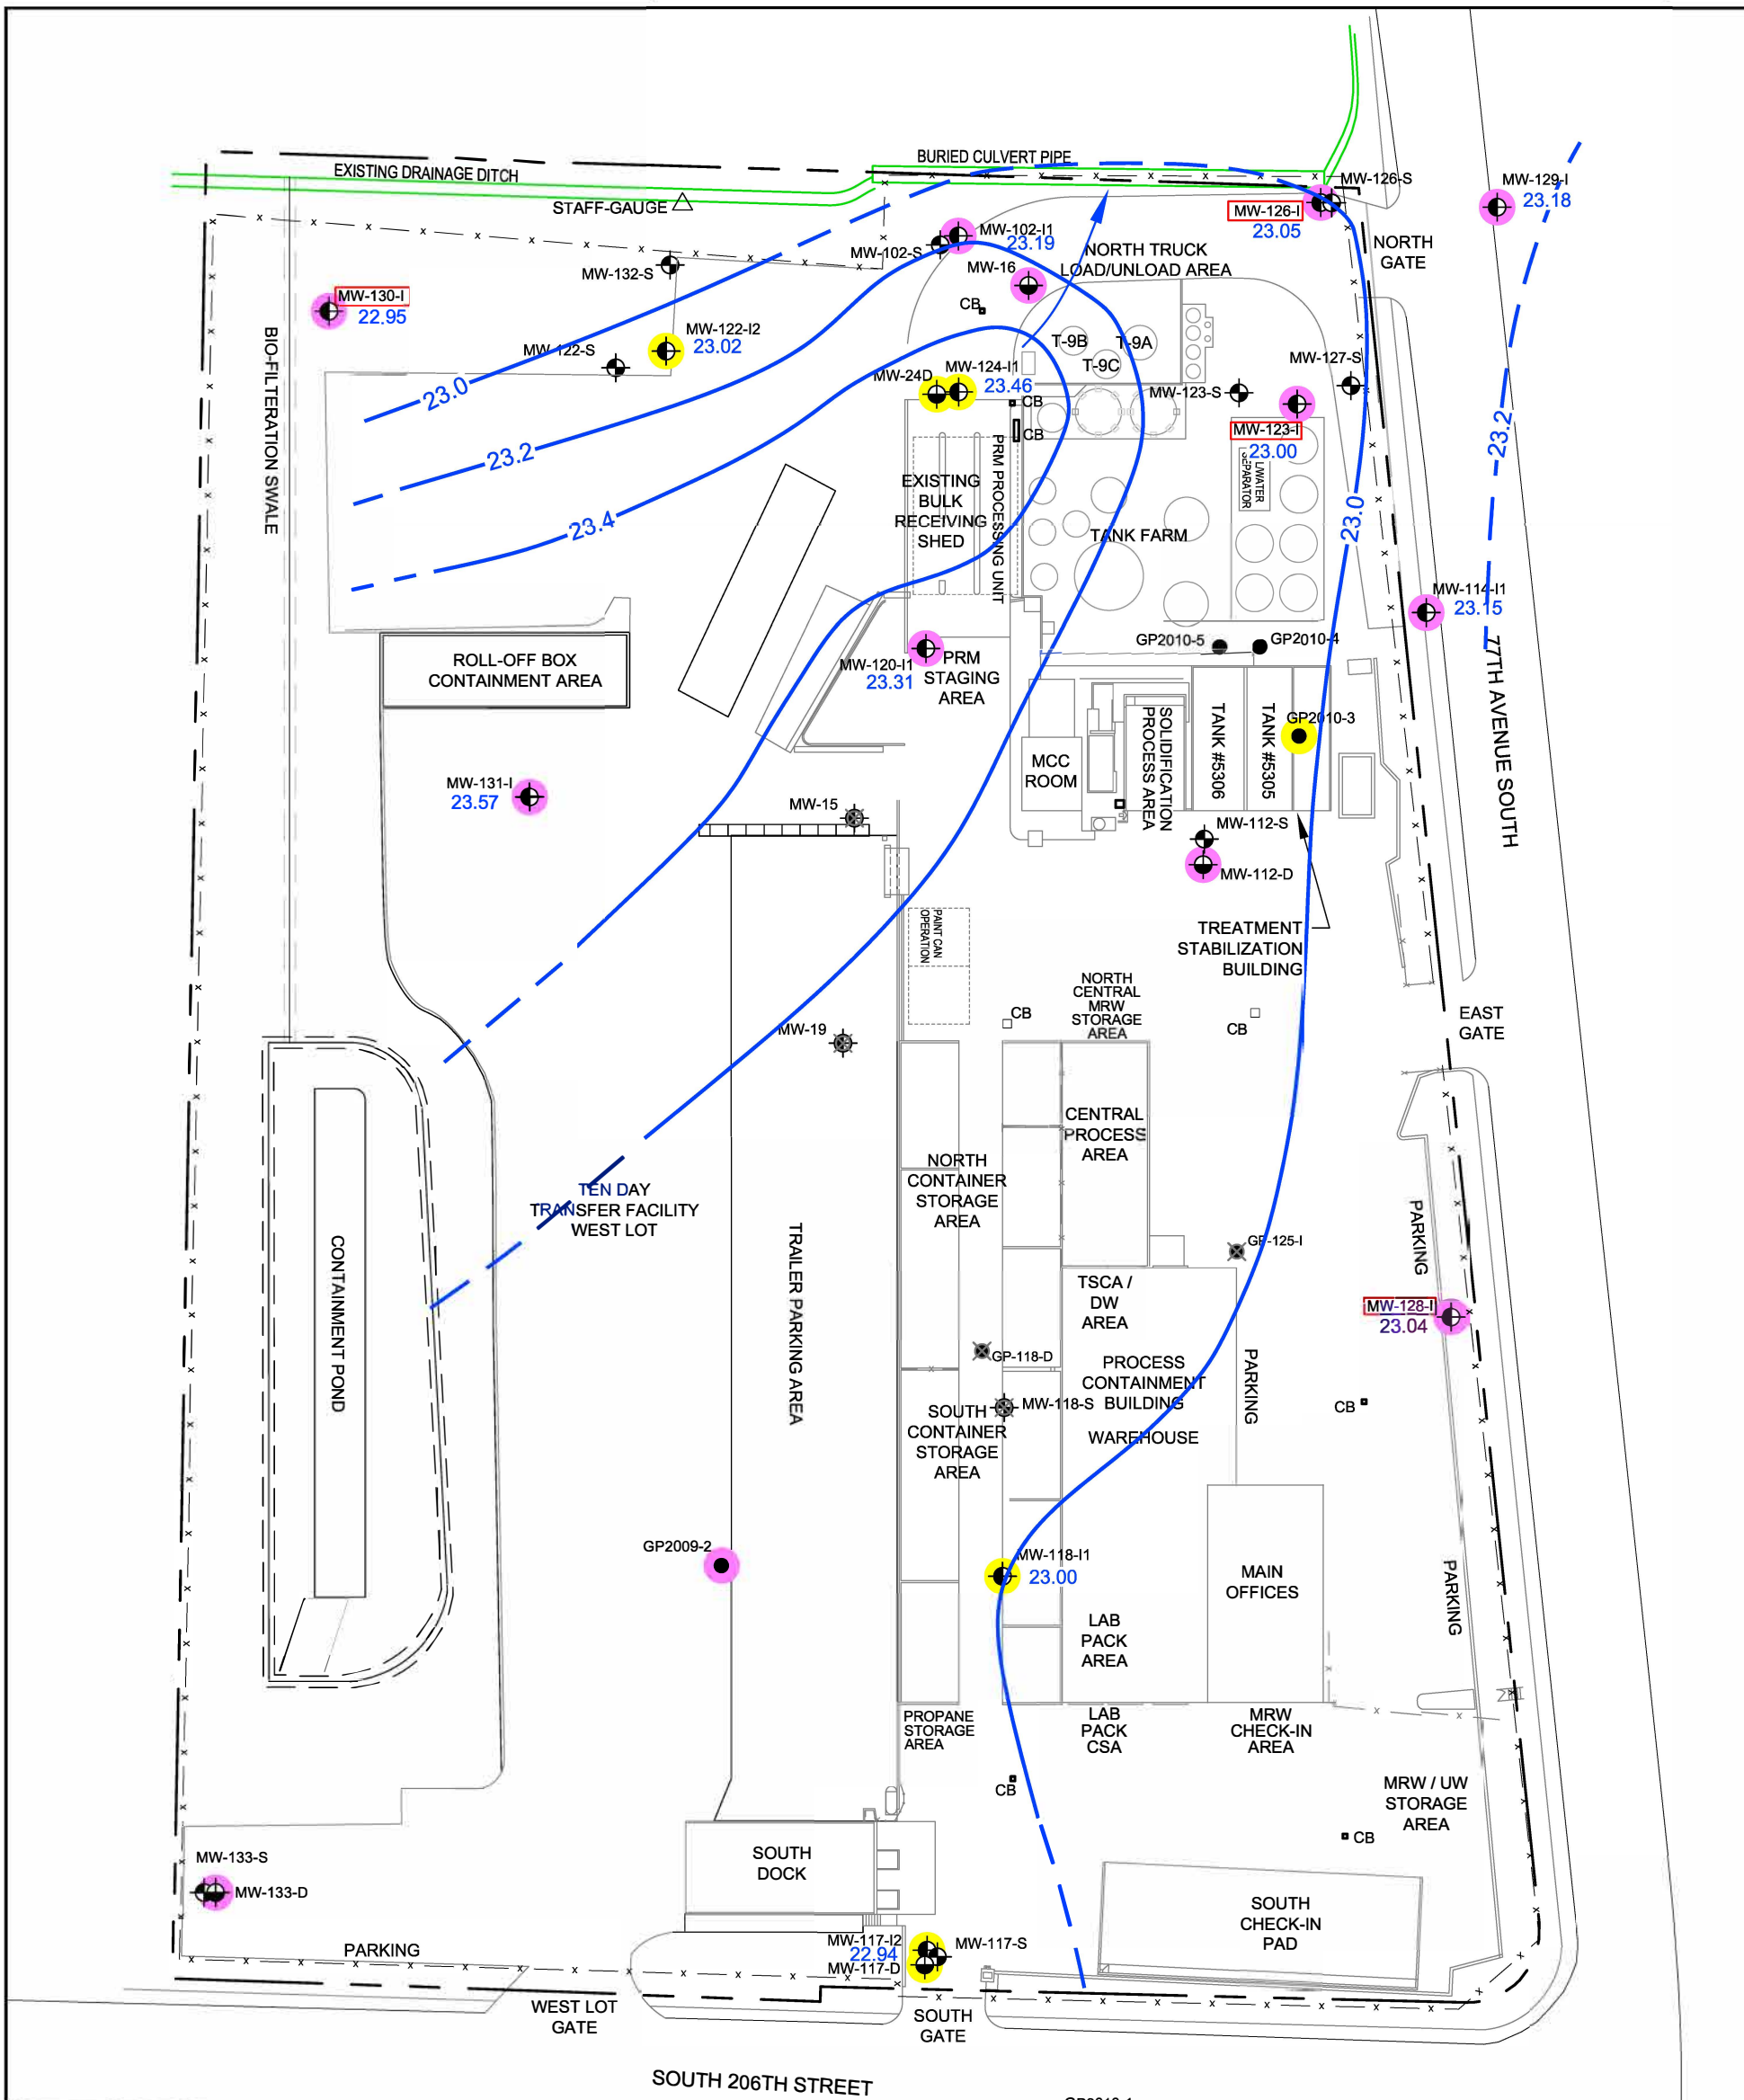 BURIED CULVERT PIPE
EXISTING DRAINAGE DITCH
STAFF-GAUGE
MW-126-S
MW-126-I
23.05
MW-129-I
23.18
MW-102-I1
23.19
MW-102-S
NORTH TRUCK
LOAD/UNLOAD AREA
NORTH
GATE
MW-132-S
MW-16
MW-130-I
22.95
CB
MW-122-I2
23.02
MW-122-S
T-9B
T-9A
T-9C
MW-127-S
MW-24D
MW-124-I1
23.46
MW-123-S
CB
CB
MW-123-I
23.00
23.0
23.2
23.4
23.0
23.2
BIO-FILTERATION SWALE
EXISTING
BULK
RECEIVING
SHED
PRM PROCESSING UNIT
TANK FARM
MW-114-I1
23.15
77TH AVENUE SOUTH
GP2010-5
GP2010-4
ROLL-OFF BOX
CONTAINMENT AREA
MW-120-I1
23.31
PRM
STAGING
AREA
MCC
ROOM
SOLIDIFICATION
PROCESS AREA
TANK #5306
TANK #5305
GP2010-3
MW-131-I
23.57
MW-15
MW-112-S
MW-112-D
PAINT CAN
OPERATION
TREATMENT
STABILIZATION
BUILDING
NORTH
CENTRAL
MRW
STORAGE
AREA
CB
CB
EAST
GATE
MW-19
CENTRAL
PROCESS
AREA
NORTH
CONTAINER
STORAGE
AREA
TEN DAY
TRANSFER FACILITY
WEST LOT
TRAILER PARKING AREA
CONTAINMENT POND
PARKING
GP-125-I
TSCA /
DW
AREA
MW-128-I
23.04
GP-118-D
PROCESS
CONTAINMENT
BUILDING
WAREHOUSE
PARKING
MW-118-S
SOUTH
CONTAINER
STORAGE
AREA
CB
GP2009-2
MW-118-I1
23.00
MAIN
OFFICES
PARKING
LAB
PACK
AREA
PROPANE
STORAGE
AREA
LAB
PACK
CSA
MRW
CHECK-IN
AREA
CB
MRW / UW
STORAGE
AREA
CB
MW-133-S
MW-133-D
SOUTH
DOCK
SOUTH
CHECK-IN
PAD
PARKING
MW-117-I2
22.94
MW-117-D
MW-117-S
WEST LOT
GATE
SOUTH
GATE
SOUTH 206TH STREET